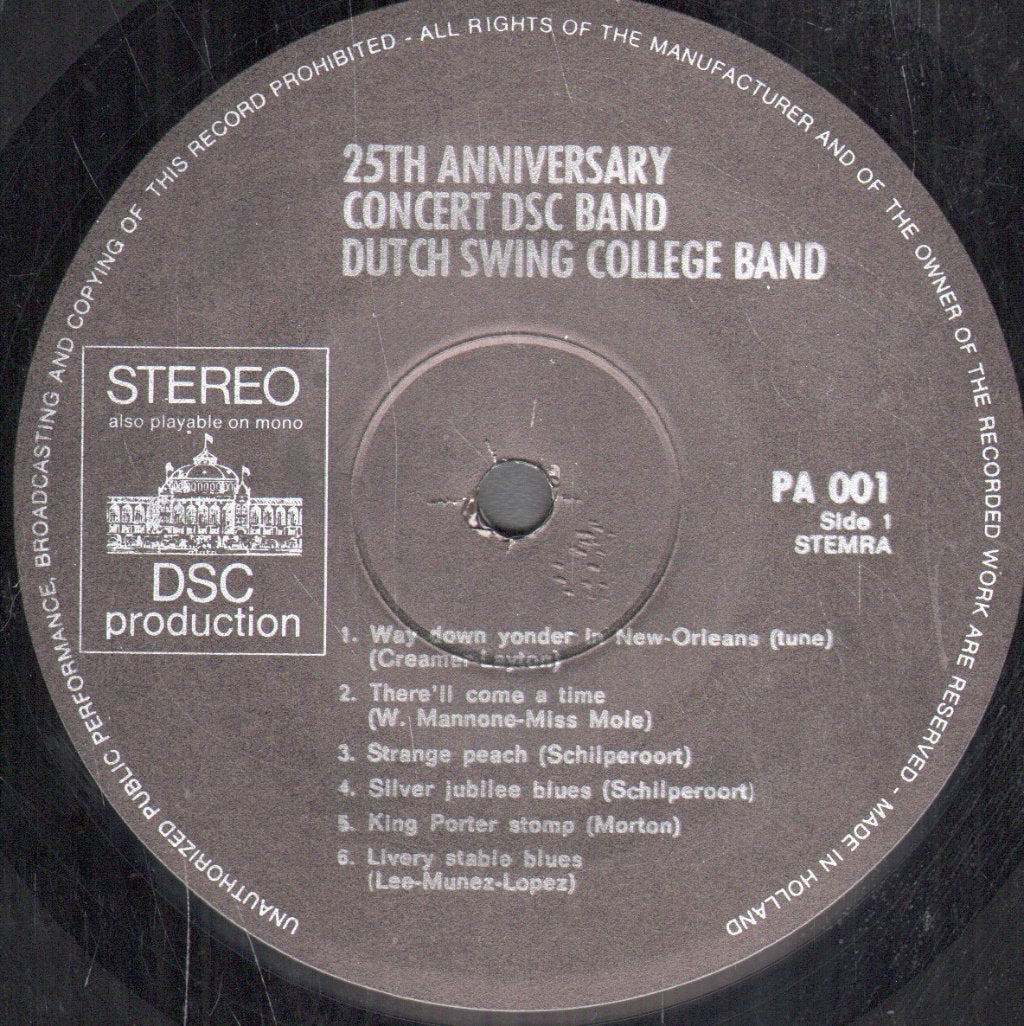 UNAUTHORIZED PUBLIC PERFORMANCE, BROADCASTING AND COPYING OF THIS RECORD PROHIBITED - ALL RIGHTS OF THE MANUFACTURER AND OF THE OWNER OF THE RECORDED WORK ARE RESERVED - MADE IN HOLLAND
25TH ANNIVERSARY
CONCERT DSC BAND
DUTCH SWING COLLEGE BAND
STEREO
also playable on mono
DSC
production
PA 001
Side 1
STEMRA
1. Way down yonder in New-Orleans (tune)
(Creamer-Layton)
2. There'll come a time
(W. Mannone-Miss Mole)
3. Strange peach (Schilperoort)
4. Silver jubilee blues (Schilperoort)
5. King Porter stomp (Morton)
6. Livery stable blues
(Lee-Munez-Lopez)